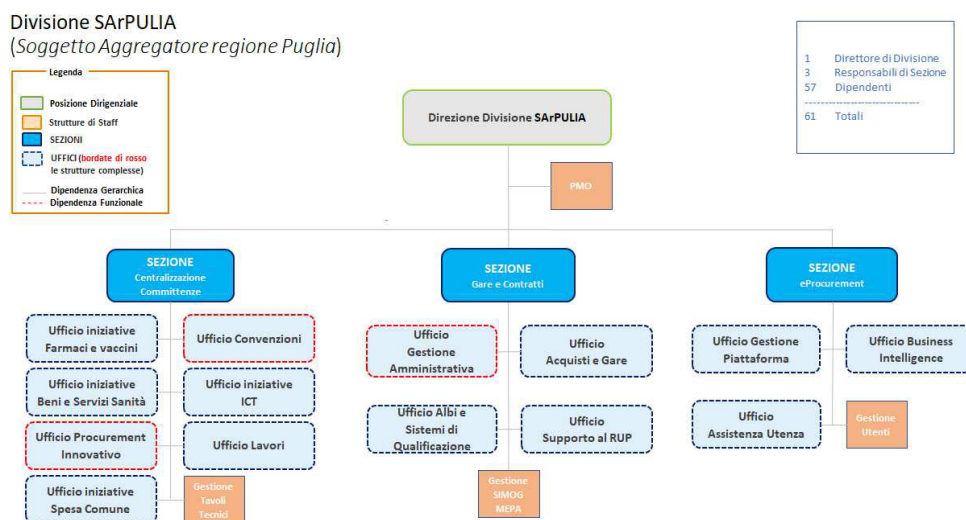 Divisione SArPULIA
(Soggetto Aggregatore regione Puglia)
Legenda
Posizione Dirigenziale
Strutture di Staff
SEZIONI
UFFICI (bordate di rosso
le strutture complesse)
Dipendenza Gerarchica
Dipendenza Funzionale
1 Direttore di Divisione
3 Responsabili di Sezione
57 Dipendenti
--------------------------------
61 Totali
Direzione Divisione SArPULIA
PMO
SEZIONE
Centralizzazione
Committenze
SEZIONE
Gare e Contratti
SEZIONE
eProcurement
Ufficio iniziative
Farmaci e vaccini
Ufficio Convenzioni
Ufficio iniziative
Beni e Servizi Sanità
Ufficio iniziative
ICT
Ufficio Procurement
Innovativo
Ufficio Lavori
Ufficio iniziative
Spesa Comune
Gestione
Tavoli
Tecnici
Ufficio
Gestione
Amministrativa
Ufficio
Acquisti e Gare
Ufficio Albi e
Sistemi di
Qualificazione
Ufficio
Supporto al RUP
Gestione
SIMOG
MEPA
Ufficio Gestione
Piattaforma
Ufficio Business
Intelligence
Ufficio
Assistenza Utenza
Gestione
Utenti